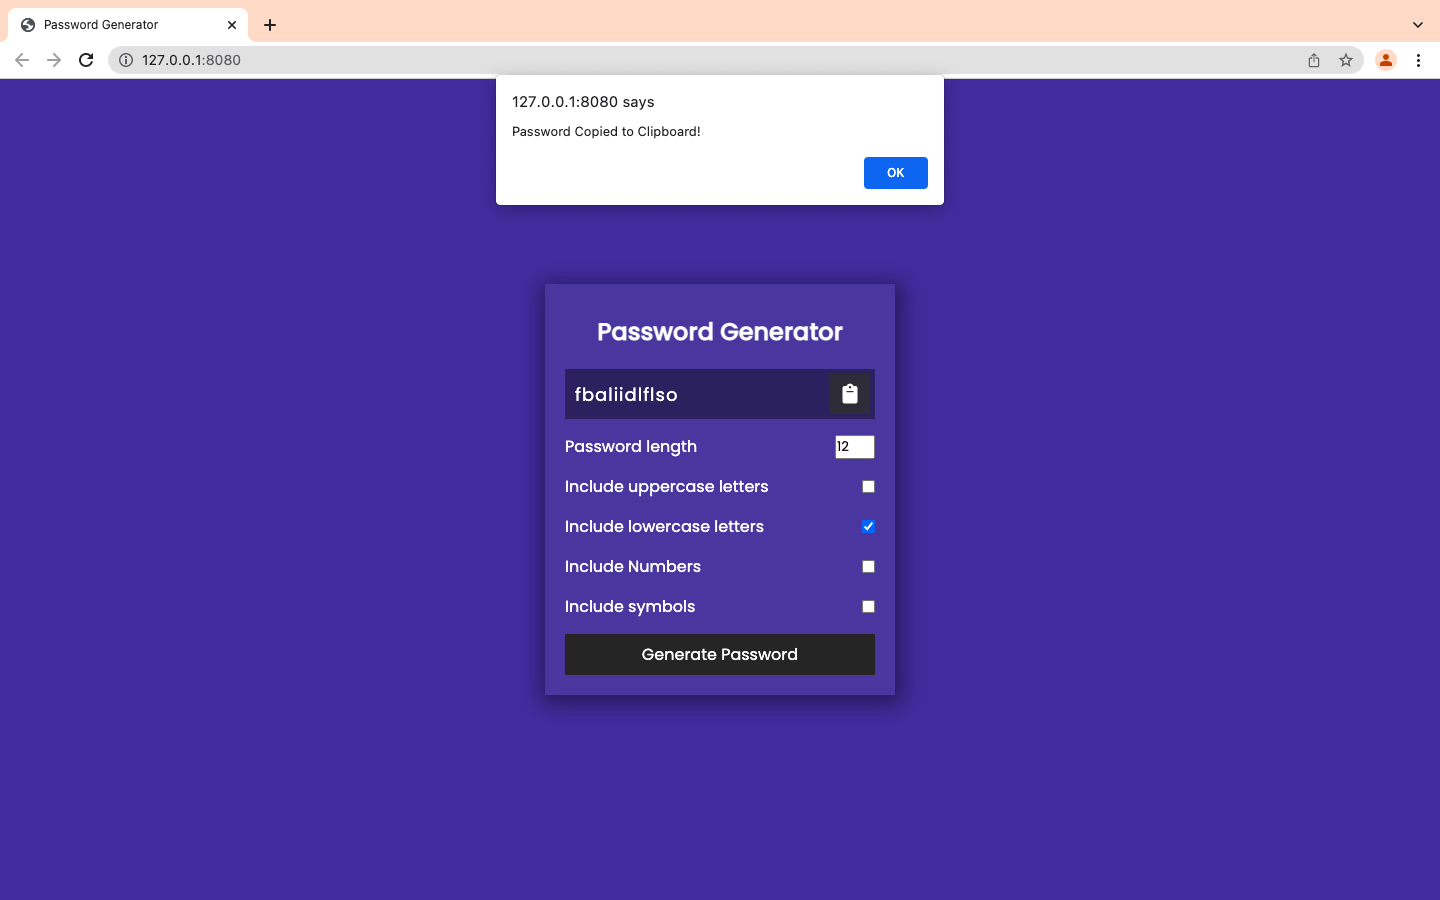 Password Generator
127.0.0.1:8080
127.0.0.1:8080 says
Password Copied to Clipboard!
OK
Password Generator
fbaliidlflso
Password length
12
Include uppercase letters
Include lowercase letters
Include Numbers
Include symbols
Generate Password